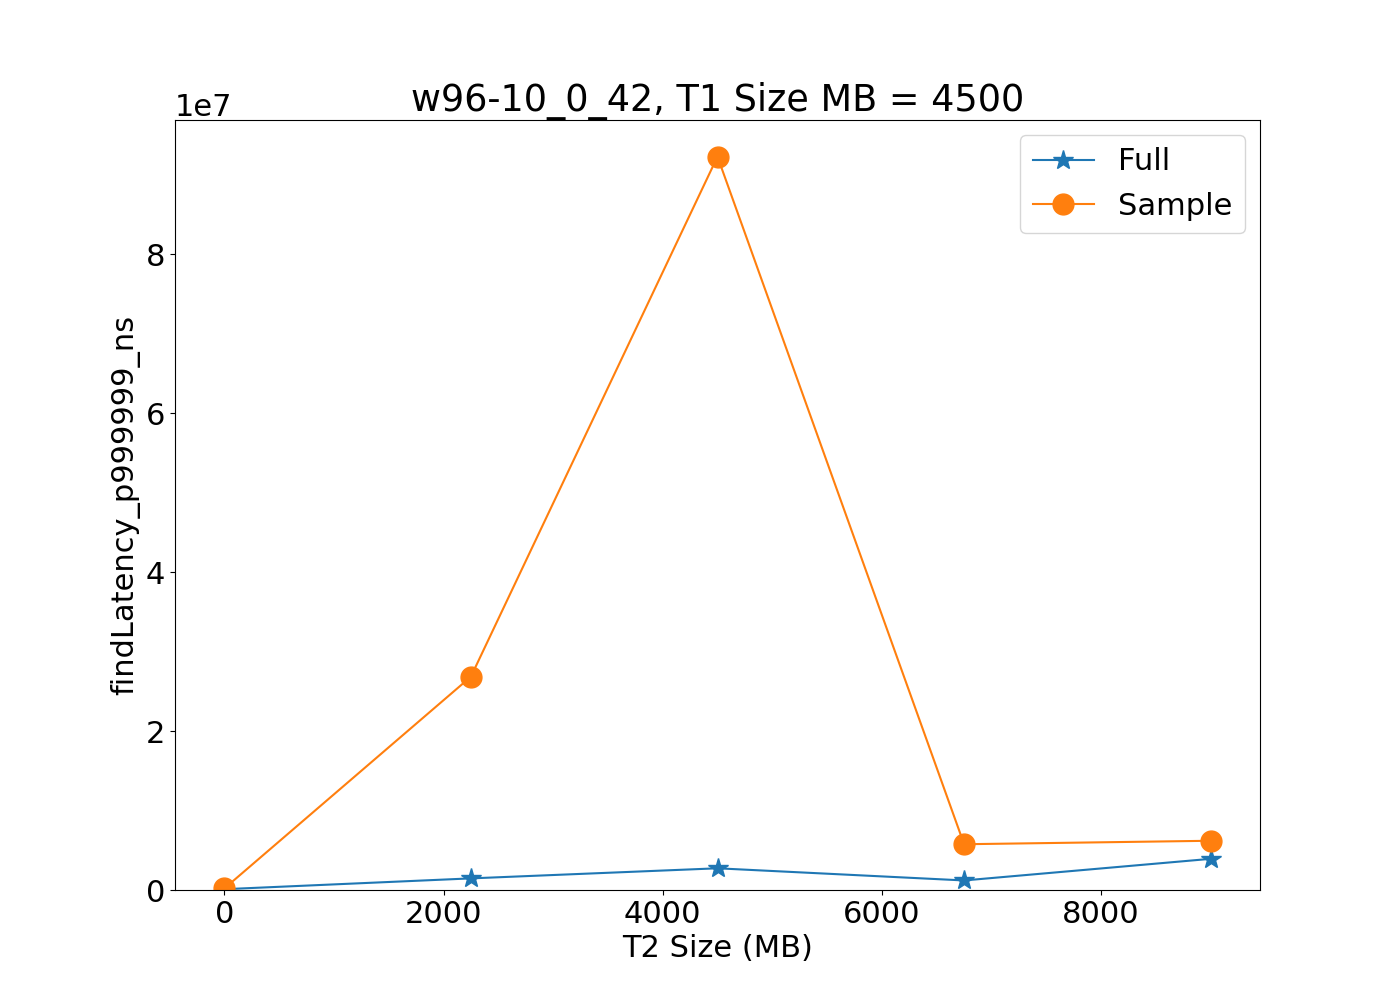 w96-10_0_42, T1 Size MB = 4500
1e7
Full
Sample
8
6
4
2
0
findLatency_p999999_ns
0 2000 4000 6000 8000
T2 Size (MB)